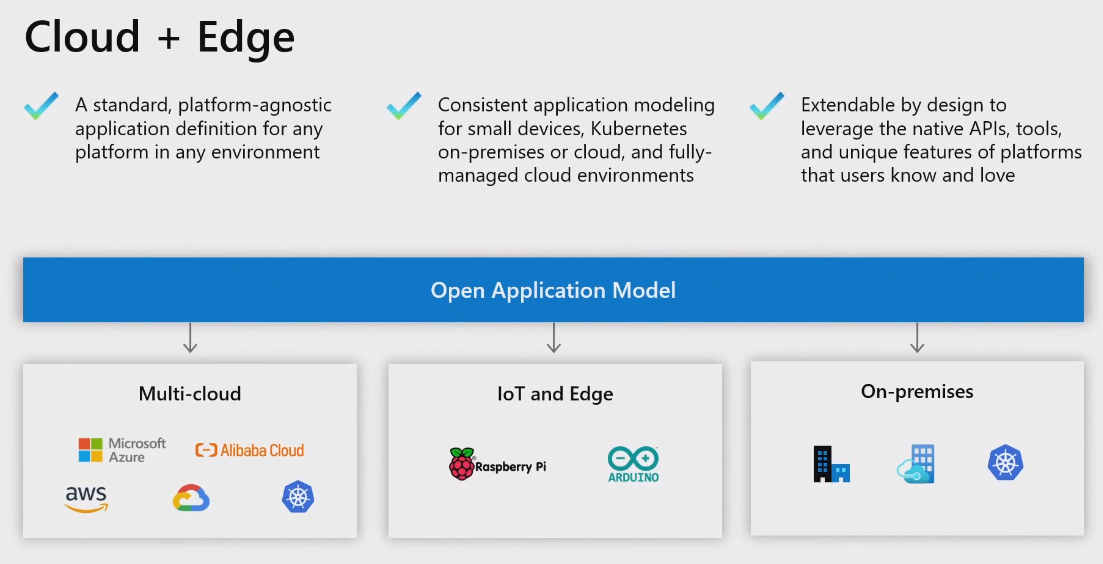 Cloud + Edge
A standard, platform-agnostic
application definition for any
platform in any environment
Consistent application modeling
for small devices, Kubernetes
on-premises or cloud, and fully-
managed cloud environments
Extendable by design to
leverage the native APIs, tools,
and unique features of platforms
that users know and love
Open Application Model
Multi-cloud
Microsoft
Azure
Alibaba Cloud
aws
IoT and Edge
Raspberry Pi
ARDUINO
On-premises